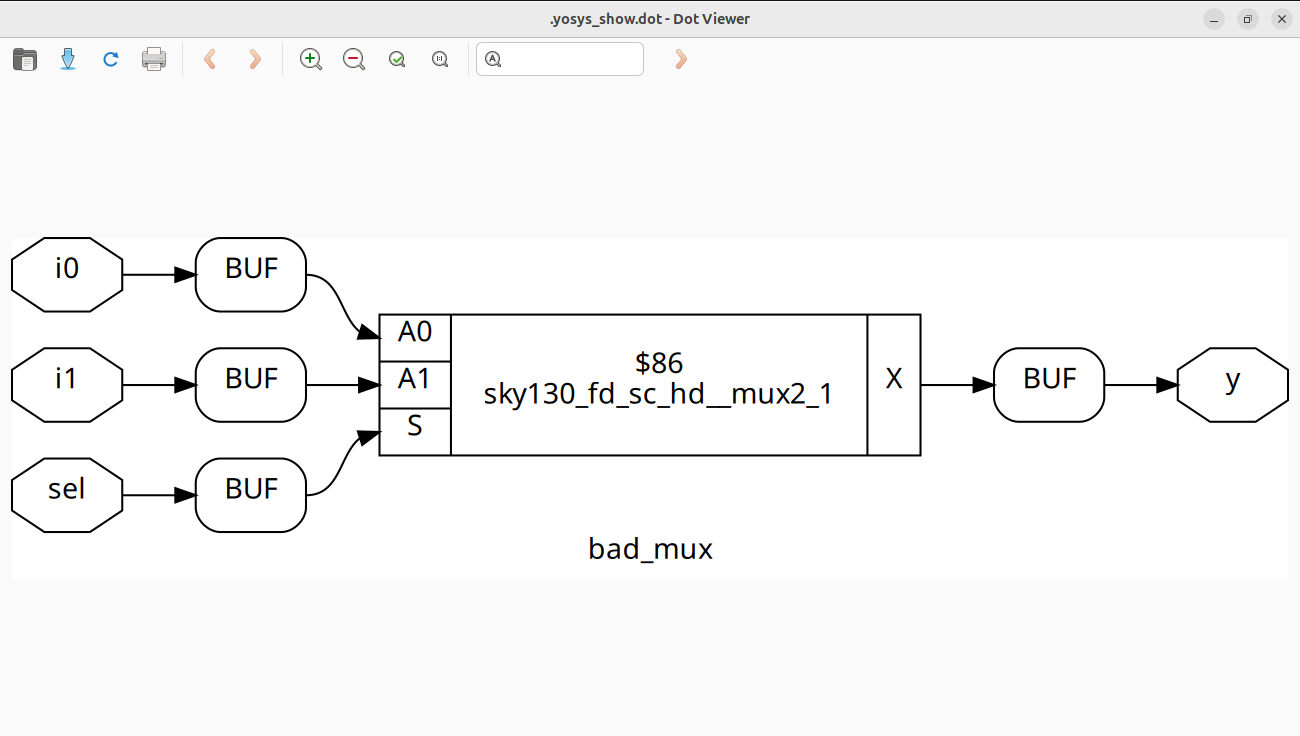 .yosys_show.dot - Dot Viewer
i0
BUF
A0
i1
BUF
A1
$86
sky130_fd_sc_hd__mux2_1
X
BUF
y
S
sel
BUF
bad_mux